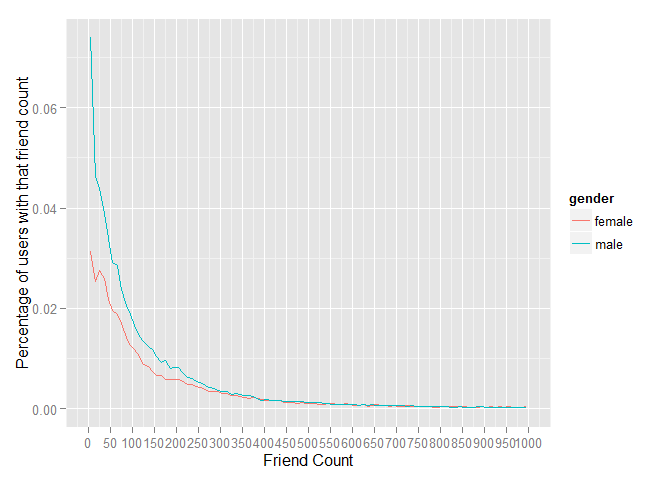 Percentage of users with that friend count
0.06
0.04
0.02
0.00
0 50 100 150 200 250 300 350 400 450 500 550 600 650 700 750 800 850 900 950 1000
Friend Count
gender
female
male